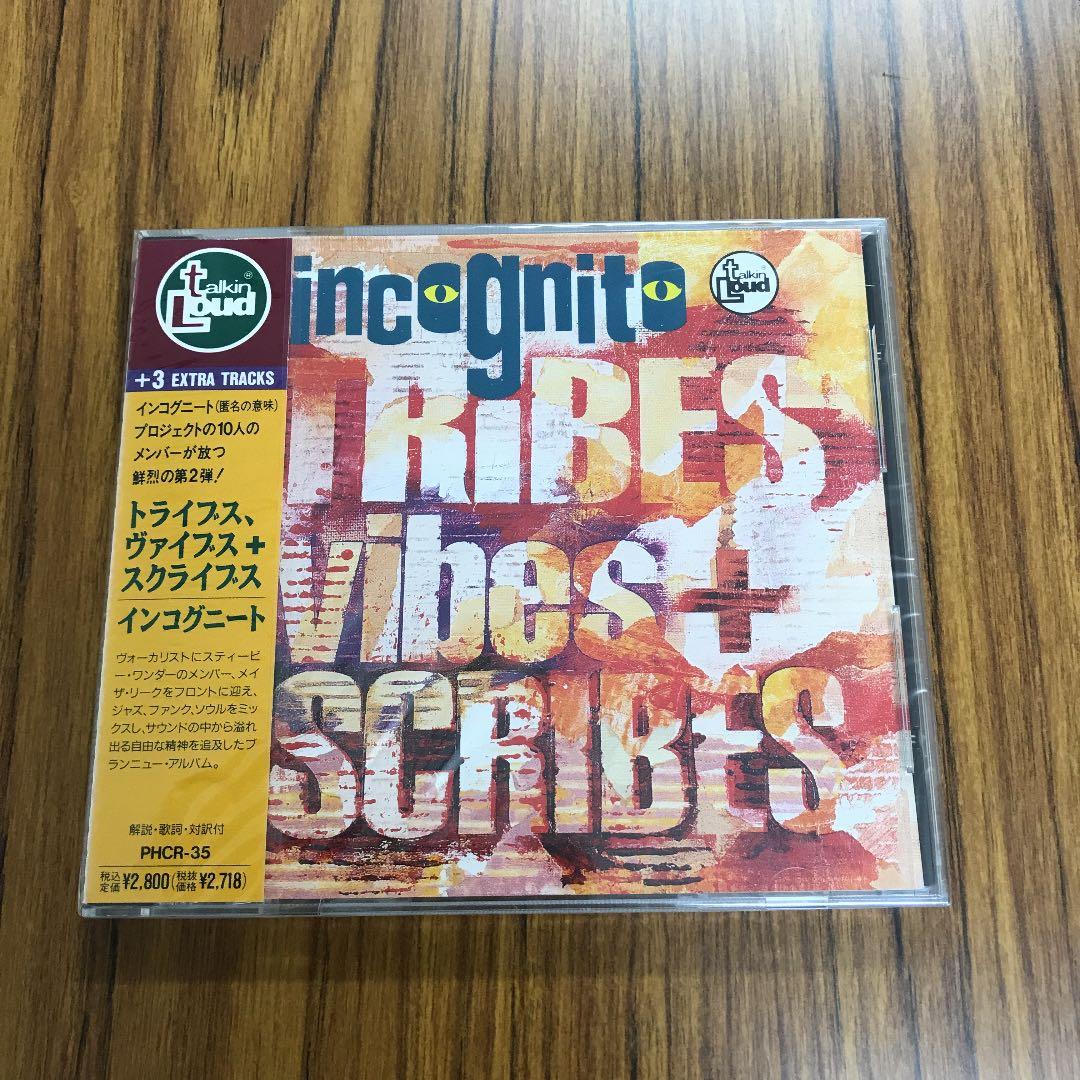 talkin Loud ®
+3 EXTRA TRACKS
インコグニート(匿名の意味)
プロジェクトの10人の
メンバーが放つ
鮮烈の第2弾!
トライブス、
ヴァイブス+
スクライブス
インコグニート
ヴォーカリストにスティービ
ー・ワンダーのメンバー、メイ
ザ・リークをフロントに迎え、
ジャズ、ファンク、ソウルをミッ
クスし、サウンドの中から溢れ
出る自由な精神を追及したブ
ランニュー・アルバム。
解説・歌詞・対訳付
PHCR-35
税込定価¥2,800(税抜価格¥2,718)
incognito
talkin Loud
TRiBES
Vibes+
SCRIBES